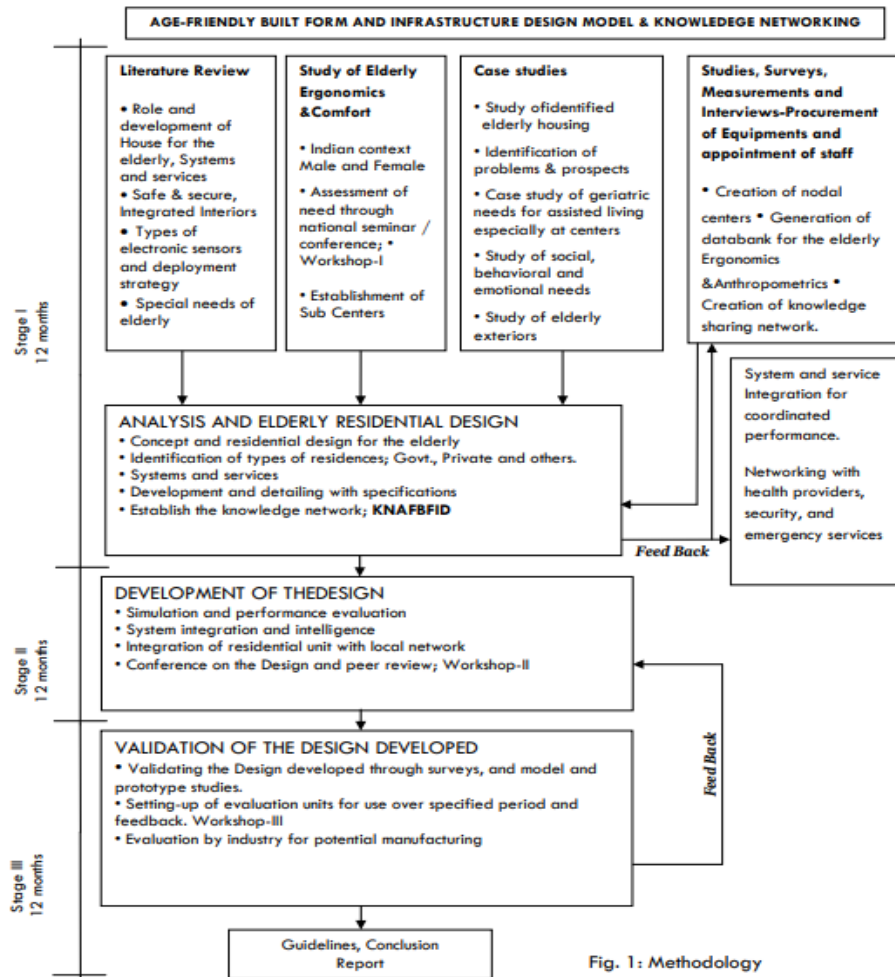 AGE-FRIENDLY BUILT FORM AND INFRASTRUCTURE DESIGN MODEL & KNOWLEDEGE NETWORKING
Stage I
12 months
Literature Review
• Role and
development of
House for the
elderly, Systems
and services
• Safe & secure,
Integrated Interiors
• Types of
electronic sensors
and deployment
strategy
• Special needs of
elderly
Study of Elderly
Ergonomics
&Comfort
• Indian context
Male and Female
• Assessment of
need through
national seminar /
conference; •
Workshop-I
• Establishment of
Sub Centers
Case studies
• Study ofidentified
elderly housing
• Identification of
problems & prospects
• Case study of geriatric
needs for assisted living
especially at centers
• Study of social,
behavioral and
emotional needs
• Study of elderly
exteriors
Studies, Surveys,
Measurements and
Interviews-Procurement
of Equipments and
appointment of staff
• Creation of nodal
centers • Generation of
databank for the elderly
Ergonomics
&Anthropometrics •
Creation of knowledge
sharing network.
System and service
Integration for
coordinated
performance.
Networking with
health providers,
security, and
emergency services
ANALYSIS AND ELDERLY RESIDENTIAL DESIGN
• Concept and residential design for the elderly
• Identification of types of residences; Govt., Private and others.
• Systems and services
• Development and detailing with specifications
• Establish the knowledge network; KNAFBFID
Feed Back
Stage II
12 months
DEVELOPMENT OF THEDESIGN
• Simulation and performance evaluation
• System integration and intelligence
• Integration of residential unit with local network
• Conference on the Design and peer review; Workshop-II
Feed Back
Stage III
12 months
VALIDATION OF THE DESIGN DEVELOPED
• Validating the Design developed through surveys, and model and
prototype studies.
• Setting-up of evaluation units for use over specified period and
feedback. Workshop-III
• Evaluation by industry for potential manufacturing
Guidelines, Conclusion
Report
Fig. 1: Methodology